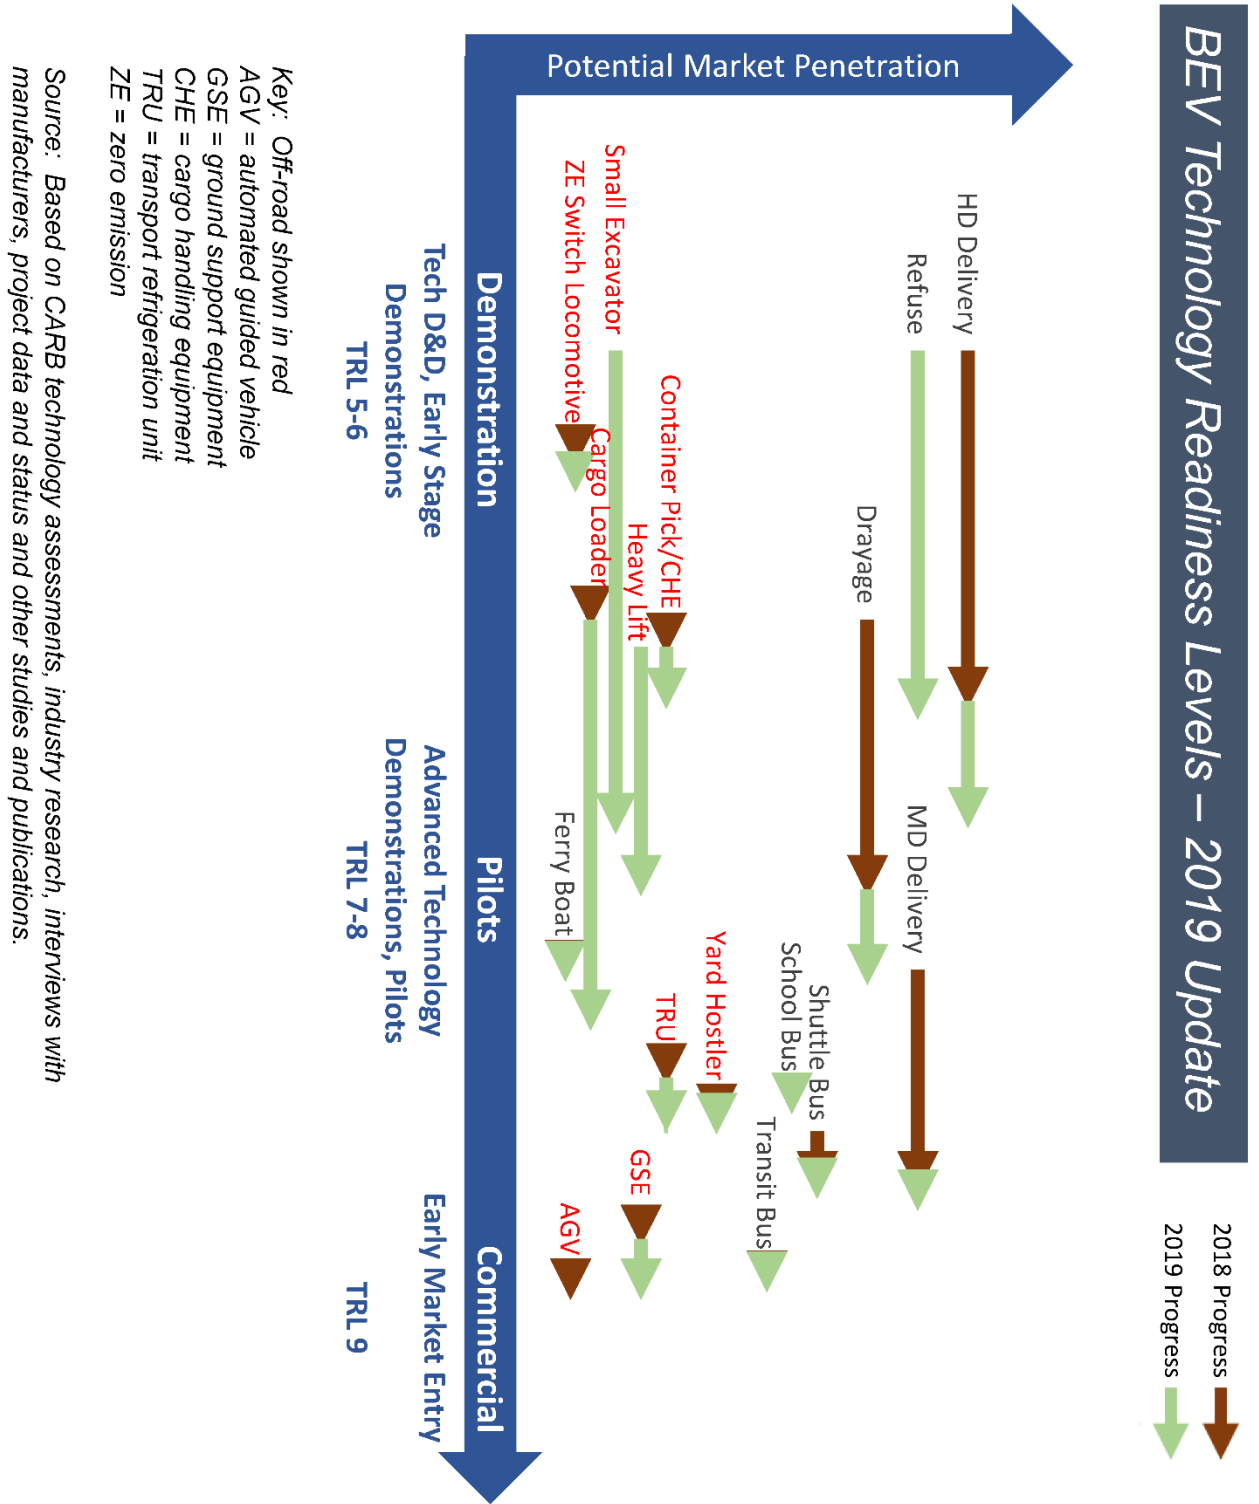 BEV Technology Readiness Levels – 2019 Update
2018 Progress
2019 Progress
Potential Market Penetration
HD Delivery
Refuse
MD Delivery
Drayage
Shuttle Bus
School Bus
Transit Bus
Yard Hostler
Container Pick/CHE
TRU
Heavy Lift
GSE
Small Excavator
Cargo Loader
ZE Switch Locomotive
Ferry Boat
AGV
Demonstration
Pilots
Commercial
Tech D&D, Early Stage
Demonstrations
TRL 5-6
Advanced Technology
Demonstrations, Pilots
TRL 7-8
Early Market Entry
TRL 9
Key: Off-road shown in red
AGV = automated guided vehicle
GSE = ground support equipment
CHE = cargo handling equipment
TRU = transport refrigeration unit
ZE = zero emission
Source: Based on CARB technology assessments, industry research, interviews with
manufacturers, project data and status and other studies and publications.